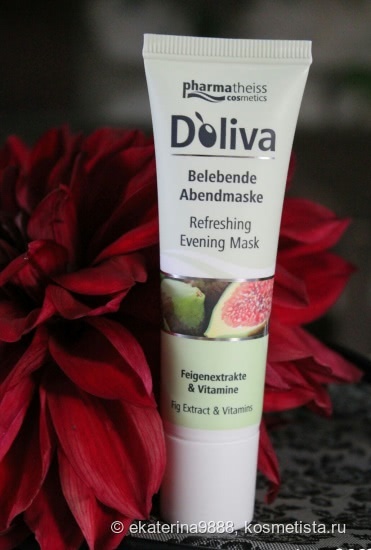 pharmatheiss
cosmetics
D'oliva
Belebende
Abendmaske
Refreshing
Evening Mask
Feigenextrakte
& Vitamine
Fig Extract & Vitamins
© ekaterina9888, kosmetista.ru